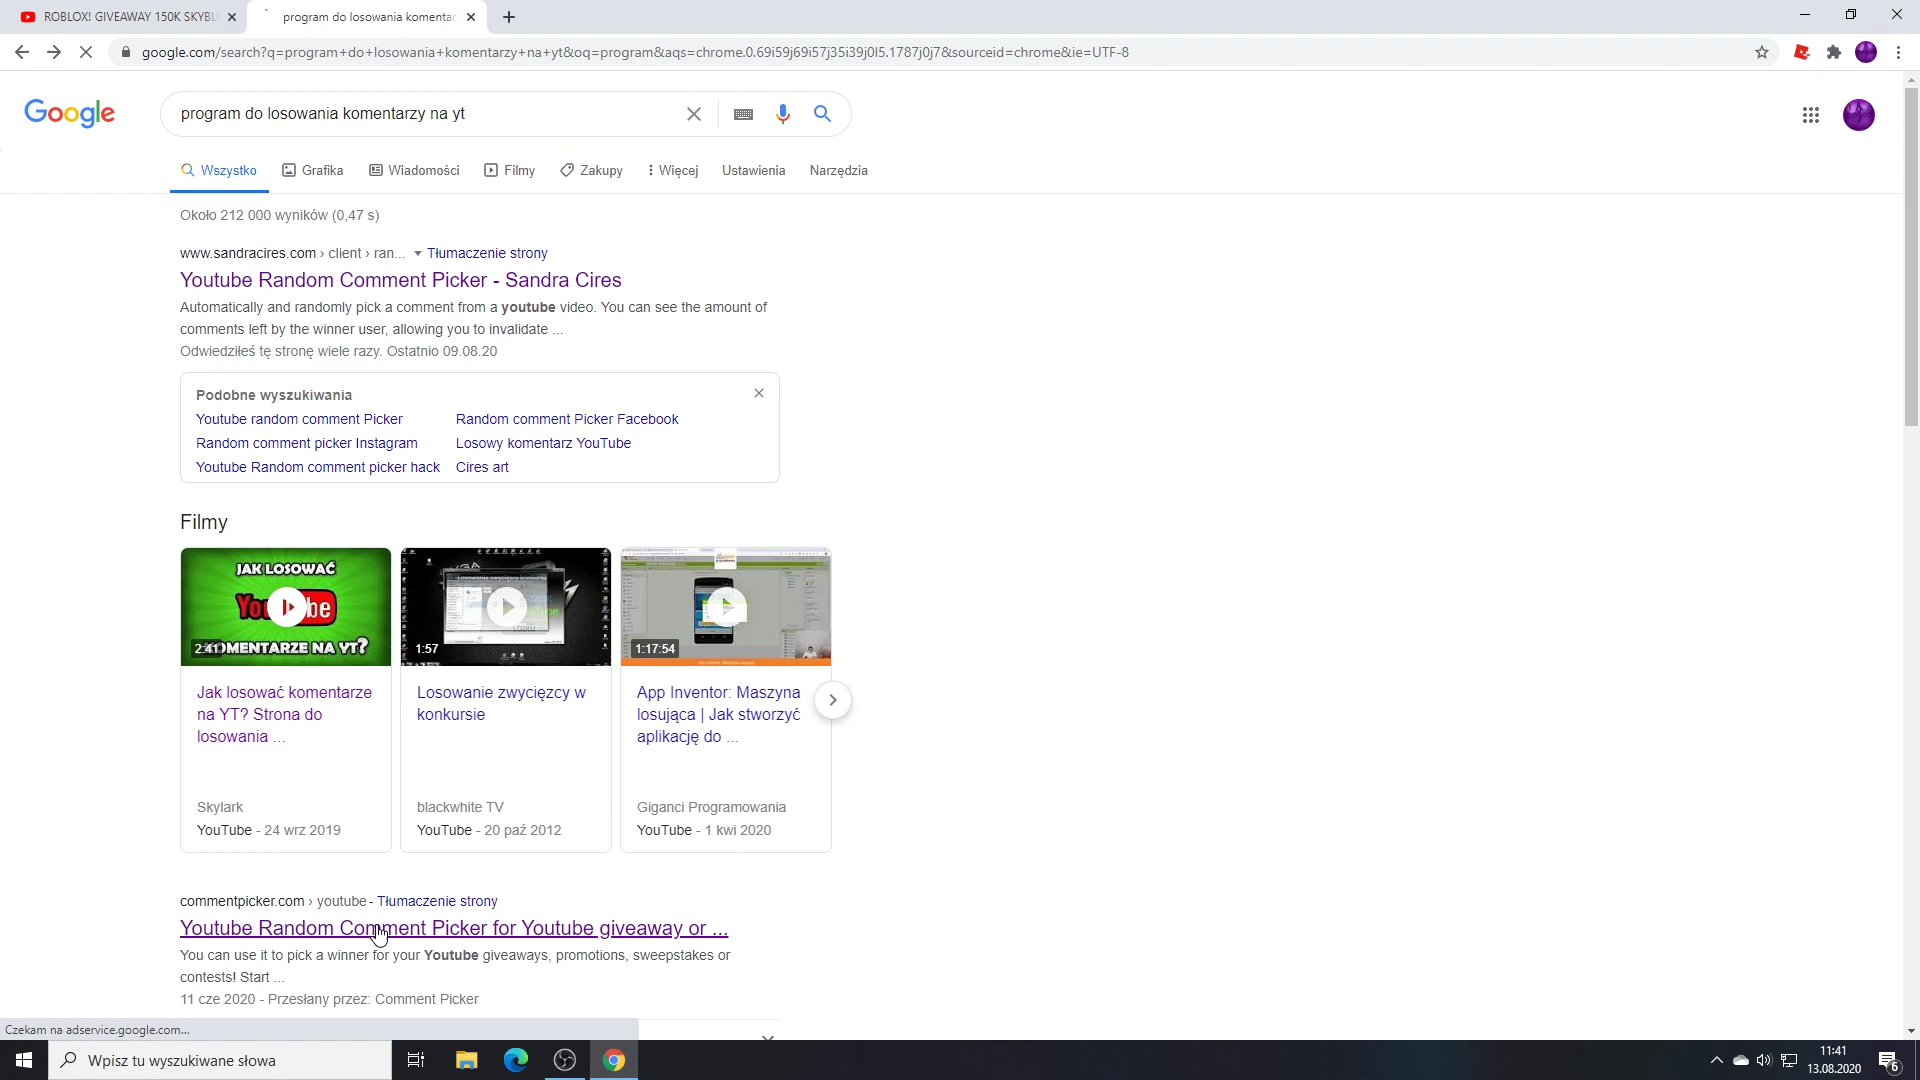 ROBLOX! GIVEAWAY 150K SKYBL
program do losowania komentar
google.com/search?q=program+do+losowania+komentarzy+na+yt&oq=program&aqs=chrome.0.69i59j69i57j35i39j0l5.1787j0j7&sourceid=chrome&ie=UTF-8
Google
program do losowania komentarzy na yt
Wszystko Grafika Wiadomości Filmy Zakupy Więcej Ustawienia Narzędzia
Około 212 000 wyników (0,47 s)
www.sandracires.com › client › ran... Tłumaczenie strony
Youtube Random Comment Picker - Sandra Cires
Automatically and randomly pick a comment from a youtube video. You can see the amount of
comments left by the winner user, allowing you to invalidate ...
Odwiedziłeś tę stronę wiele razy. Ostatnio 09.08.20
Podobne wyszukiwania
Youtube random comment Picker Random comment Picker Facebook
Random comment picker Instagram Losowy komentarz YouTube
Youtube Random comment picker hack Cires art
Filmy
JAK LOSOWAĆ
2:41
KOMENTARZE NA YT?
1:57
1:17:54
Jak losować komentarze
na YT? Strona do
losowania ...
Skylark
YouTube - 24 wrz 2019
Losowanie zwycięzcy w
konkursie
blackwhite TV
YouTube - 20 paź 2012
App Inventor: Maszyna
losująca | Jak stworzyć
aplikację do ...
Giganci Programowania
YouTube - 1 kwi 2020
commentpicker.com › youtube - Tłumaczenie strony
Youtube Random Comment Picker for Youtube giveaway or ...
You can use it to pick a winner for your Youtube giveaways, promotions, sweepstakes or
contests! Start ...
11 cze 2020 - Przesłany przez: Comment Picker
Czekam na adservice.google.com...
Wpisz tu wyszukiwane słowa
11:41
13.08.2020
6